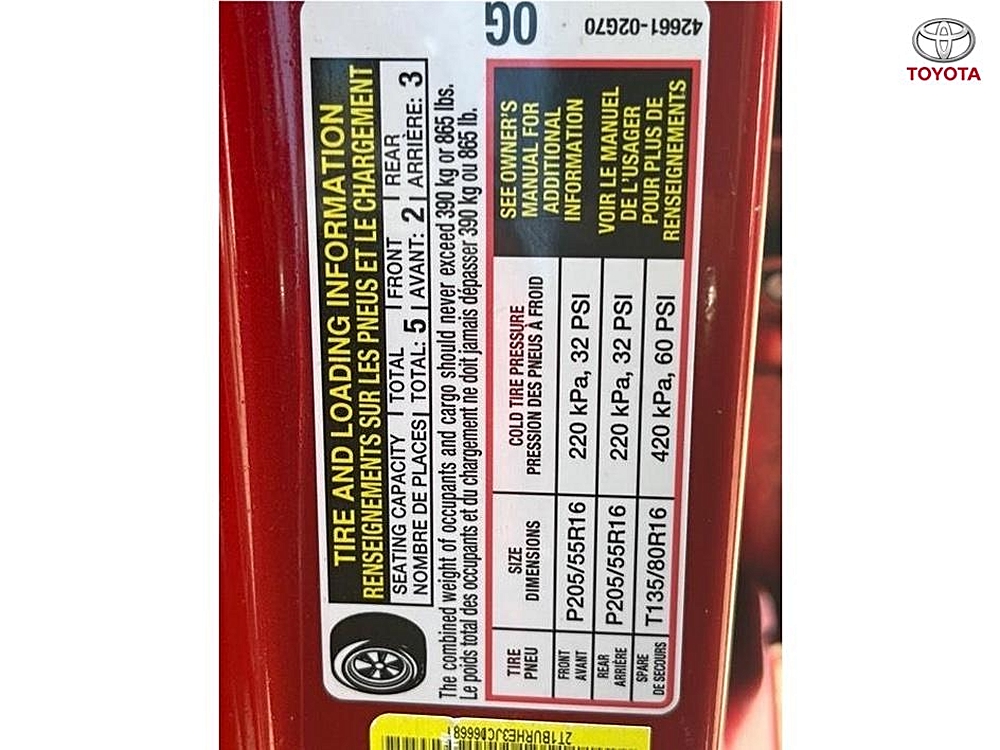 TOYOTA
42661-02G70
0G
TIRE AND LOADING INFORMATION
RENSEIGNEMENTS SUR LES PNEUS ET LE CHARGEMENT
SEATING CAPACITY | TOTAL | FRONT | REAR
NOMBRE DE PLACES | TOTAL: 5 | AVANT: 2 | ARRIÈRE: 3
The combined weight of occupants and cargo should never exceed 390 kg or 865 lbs.
Le poids total des occupants et du chargement ne doit jamais dépasser 390 kg ou 865 lb.
TIRE SIZE COLD TIRE PRESSURE
PNEU DIMENSIONS PRESSION DES PNEUS À FROID
FRONT
AVANT P205/55R16 220 kPa, 32 PSI
REAR
ARRIÈRE P205/55R16 220 kPa, 32 PSI
SPARE
DE SECOURS T135/80R16 420 kPa, 60 PSI
SEE OWNER'S
MANUAL FOR
ADDITIONAL
INFORMATION
VOIR LE MANUEL
DE L'USAGER
POUR PLUS DE
RENSEIGNEMENTS